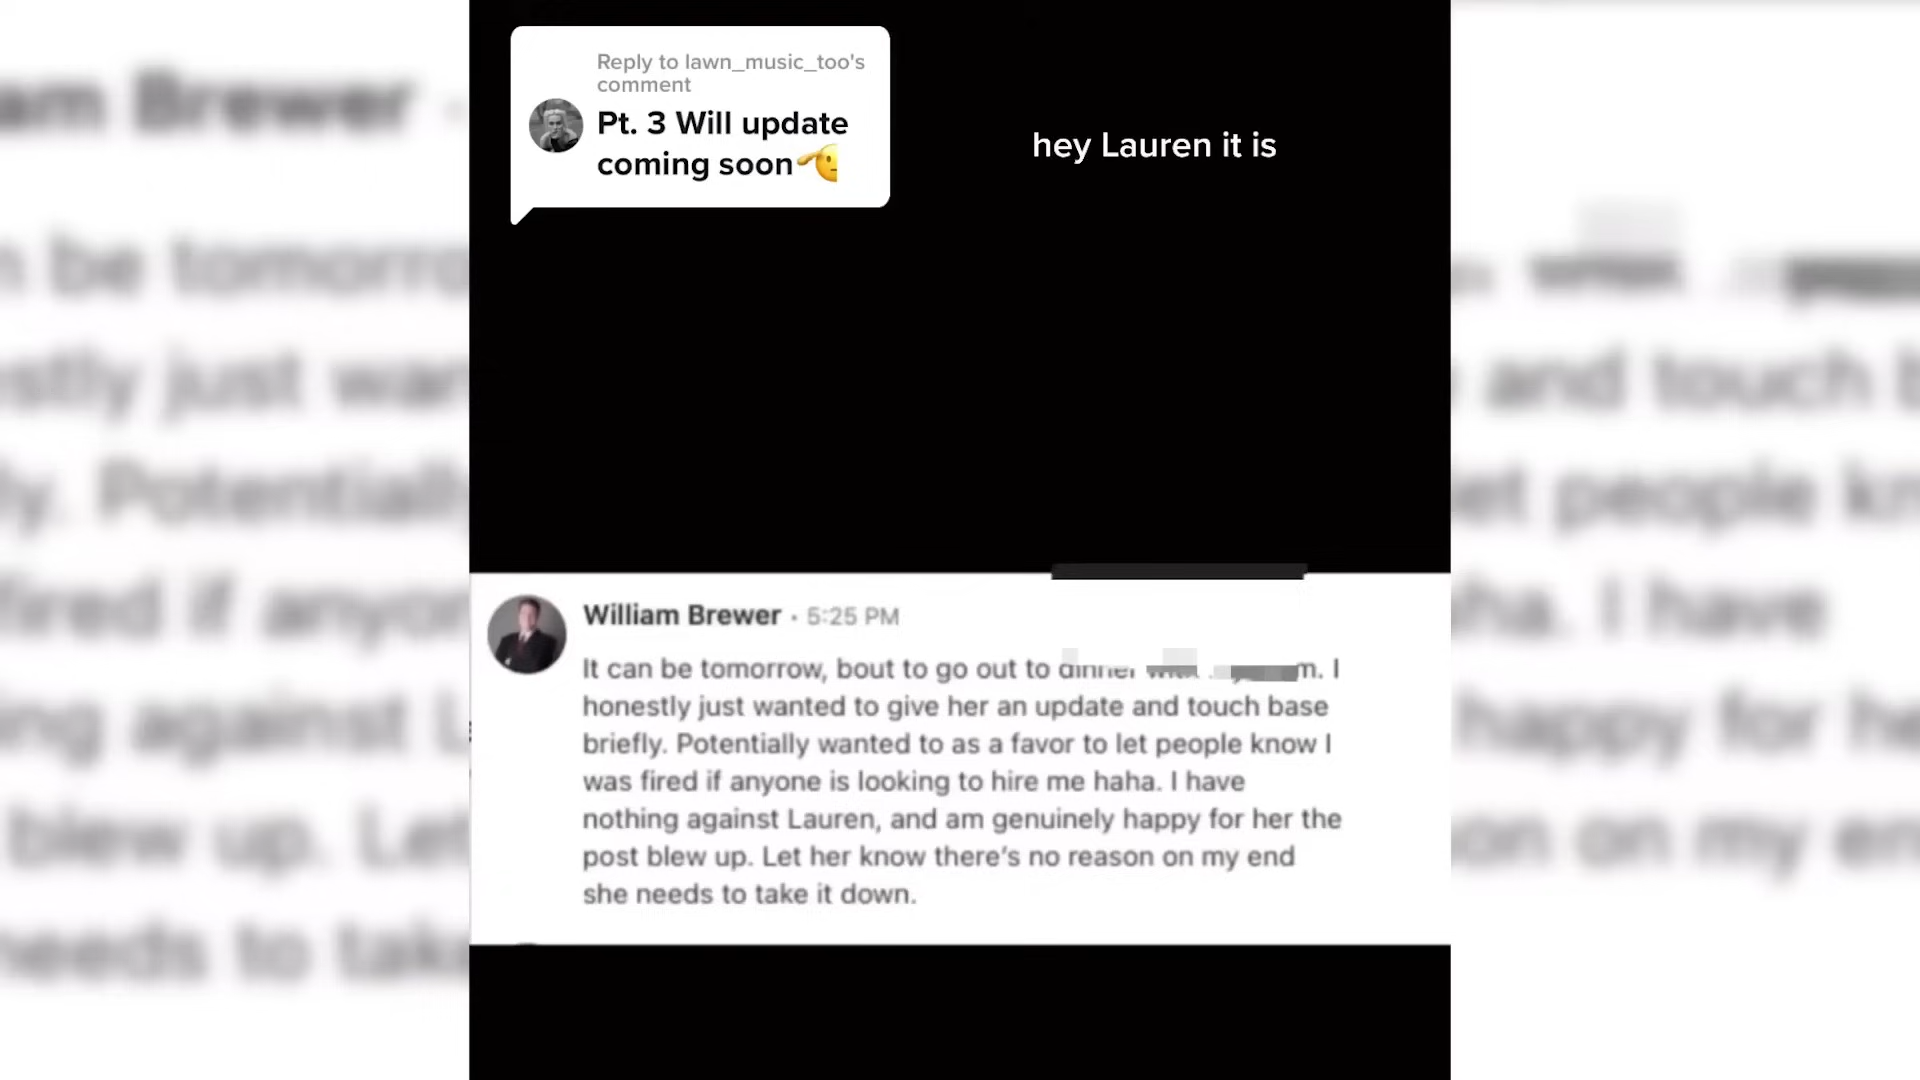 Reply to lawn_music_too's
comment
Pt. 3 Will update
coming soon🫡
hey Lauren it is
William Brewer · 5:25 PM
It can be tomorrow, bout to go out to dinner I
honestly just wanted to give her an update and touch base
briefly. Potentially wanted to as a favor to let people know I
was fired if anyone is looking to hire me haha. I have
nothing against Lauren, and am genuinely happy for her the
post blew up. Let her know there's no reason on my end
she needs to take it down.